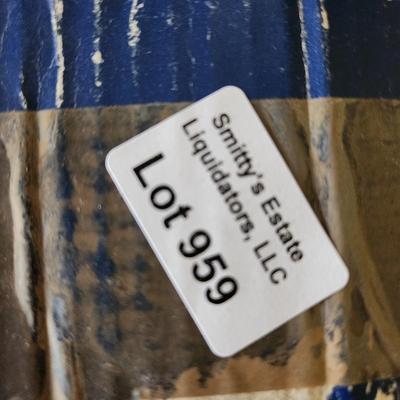 Smitty's Estate
Liquidators, LLC
Lot 959